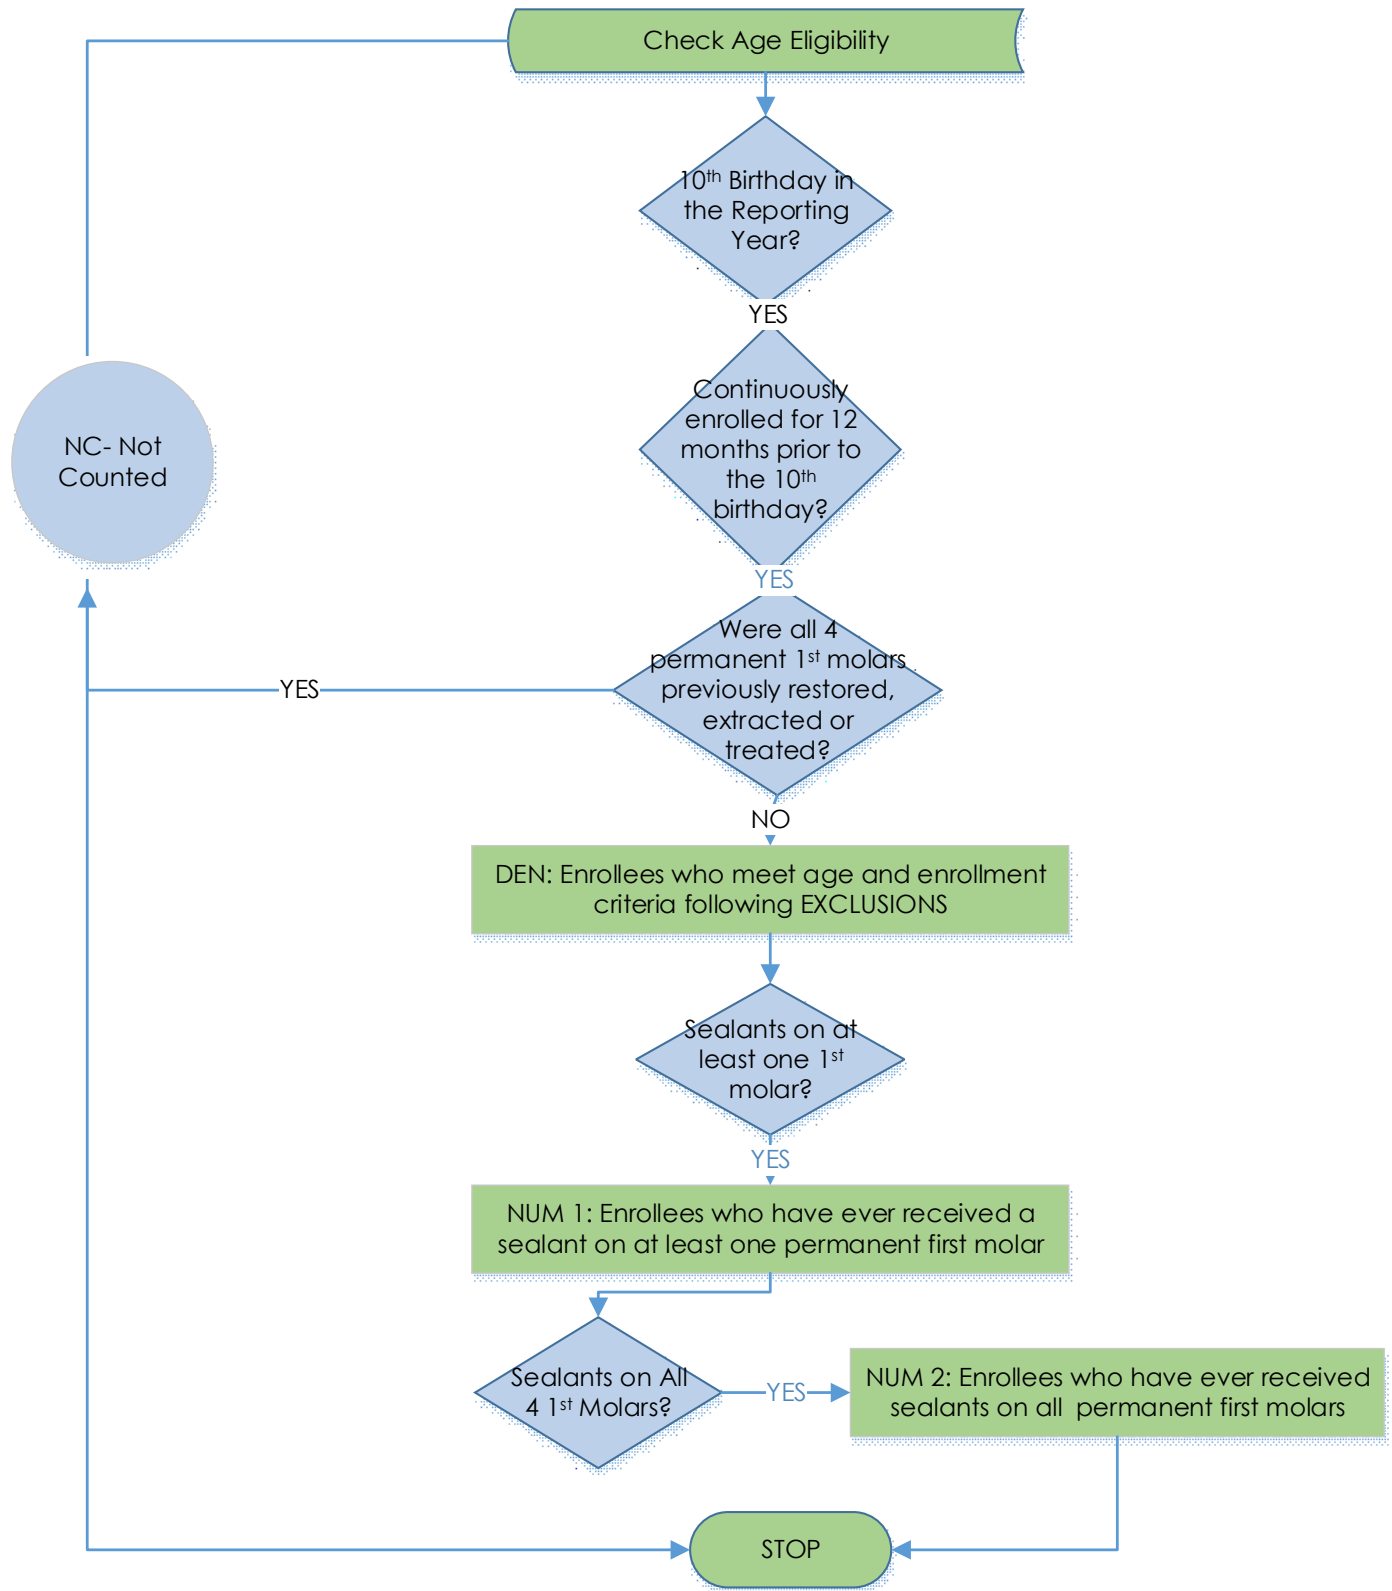 Check Age Eligibility
10th Birthday in
the Reporting
Year?
YES
Continuously
enrolled for 12
months prior to
the 10th
birthday?
NC- Not
Counted
YES
Were all 4
permanent 1st molars
previously restored,
extracted or
treated?
YES
NO
DEN: Enrollees who meet age and enrollment
criteria following EXCLUSIONS
Sealants on at
least one 1st
molar?
YES
NUM 1: Enrollees who have ever received a
sealant on at least one permanent first molar
Sealants on All
4 1st Molars?
YES
NUM 2: Enrollees who have ever received
sealants on all permanent first molars
STOP